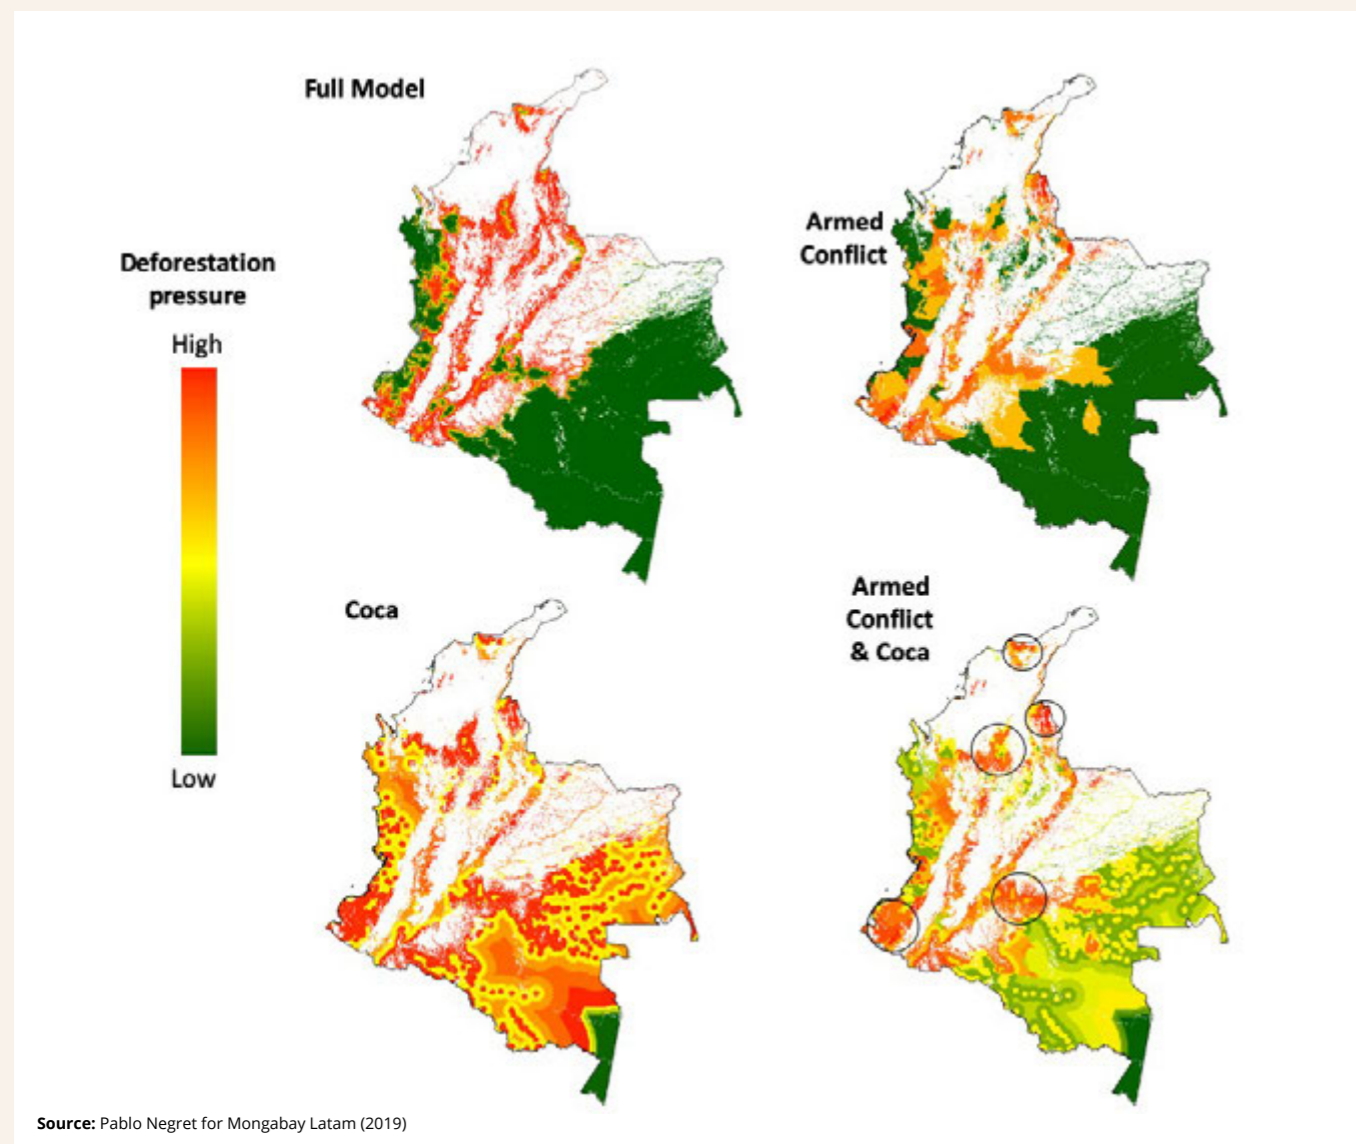 Full Model
Armed
Conflict
Deforestation
pressure
High
Low
Coca
Armed
Conflict
& Coca
Source: Pablo Negret for Mongabay Latam (2019)